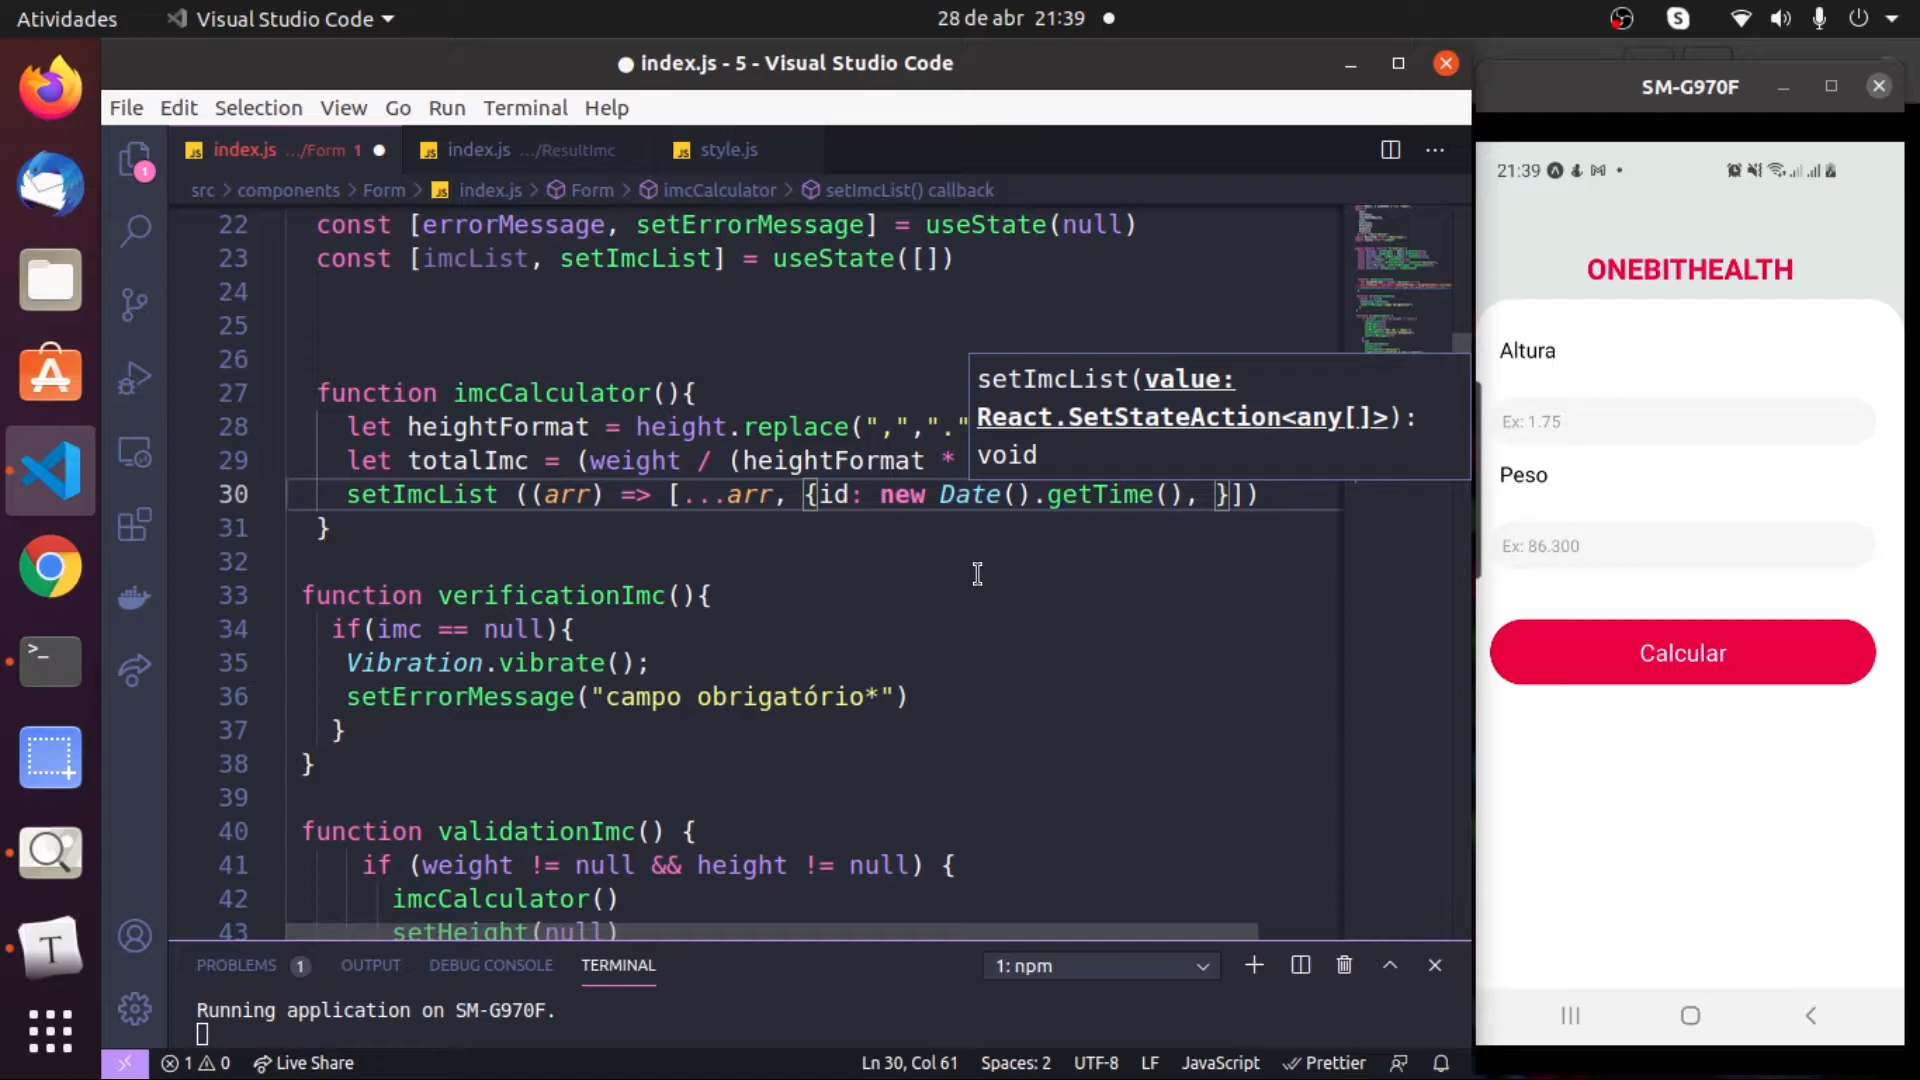 Atividades
Visual Studio Code
28 de abr 21:39
index.js - 5 - Visual Studio Code
File Edit Selection View Go Run Terminal Help
index.js .../Form 1
index.js .../ResultImc
style.js
src > components > Form > index.js > Form > imcCalculator > setImcList() callback
22 const [errorMessage, setErrorMessage] = useState(null)
23 const [imcList, setImcList] = useState([])
24
25
26
27 function imcCalculator(){
28 let heightFormat = height.replace(",","."
29 let totalImc = (weight / (heightFormat *
30 setImcList ((arr) => [...arr, {id: new Date().getTime(), }])
31 }
32
33 function verificationImc(){
34 if(imc == null){
35 Vibration.vibrate();
36 setErrorMessage("campo obrigatório*")
37 }
38 }
39
40 function validationImc() {
41 if (weight != null && height != null) {
42 imcCalculator()
43 setHeight(null)
setImcList(value:
React.SetStateAction<any[]>):
void
1
PROBLEMS 1 OUTPUT DEBUG CONSOLE TERMINAL
1: npm
Running application on SM-G970F.
1 0 Live Share
Ln 30, Col 61 Spaces: 2 UTF-8 LF JavaScript Prettier
SM-G970F
21:39
ONEBITHEALTH
Altura
Ex: 1.75
Peso
Ex: 86.300
Calcular